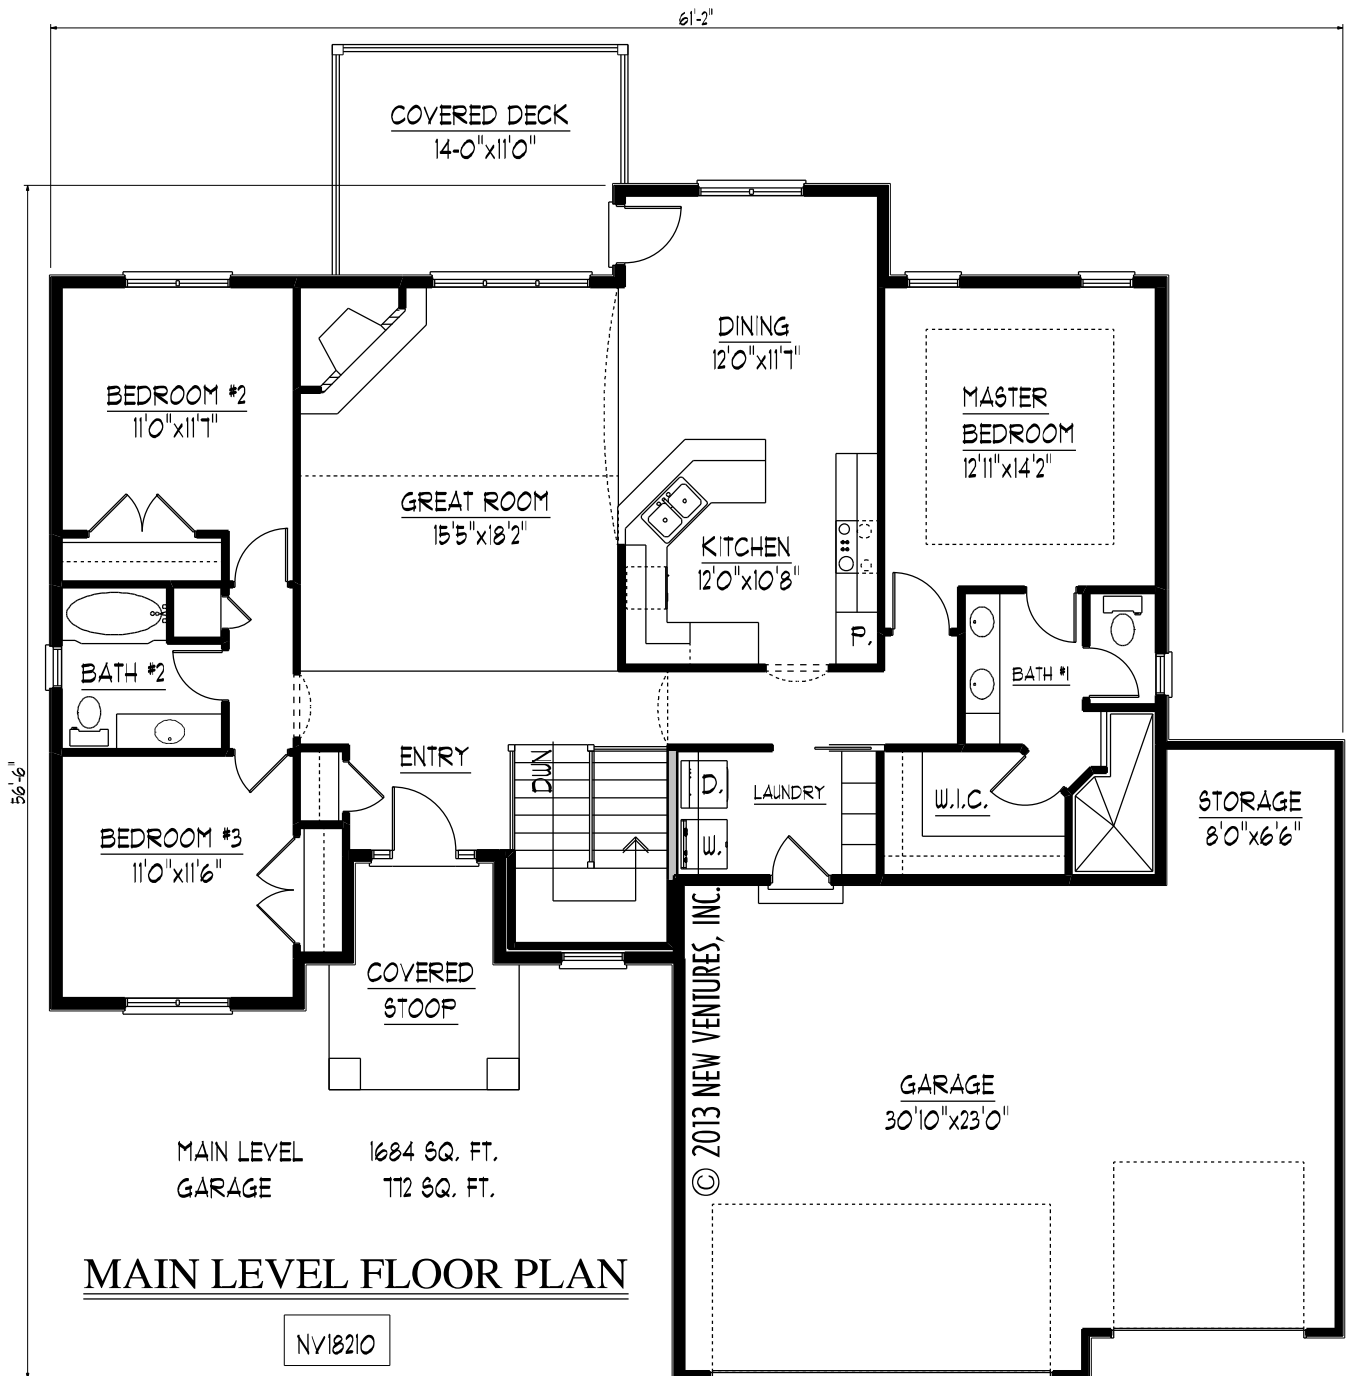 61'-2"
COVERED DECK
14-0"x11'0"
DINING
12'0"x11'7"
BEDROOM #2
11'0"x11'7"
MASTER
BEDROOM
12'11"x14'2"
GREAT ROOM
15'5"x18'2"
KITCHEN
12'0"x10'8"
P.
BATH #2
BATH #1
ENTRY
DWN
D.
W.
LAUNDRY
W.I.C.
STORAGE
8'0"x6'6"
56'-6"
BEDROOM #3
11'0"x11'6"
COVERED
STOOP
© 2013 NEW VENTURES, INC.
GARAGE
30'10"x23'0"
MAIN LEVEL 1684 SQ. FT.
GARAGE 772 SQ. FT.
MAIN LEVEL FLOOR PLAN
NV18210